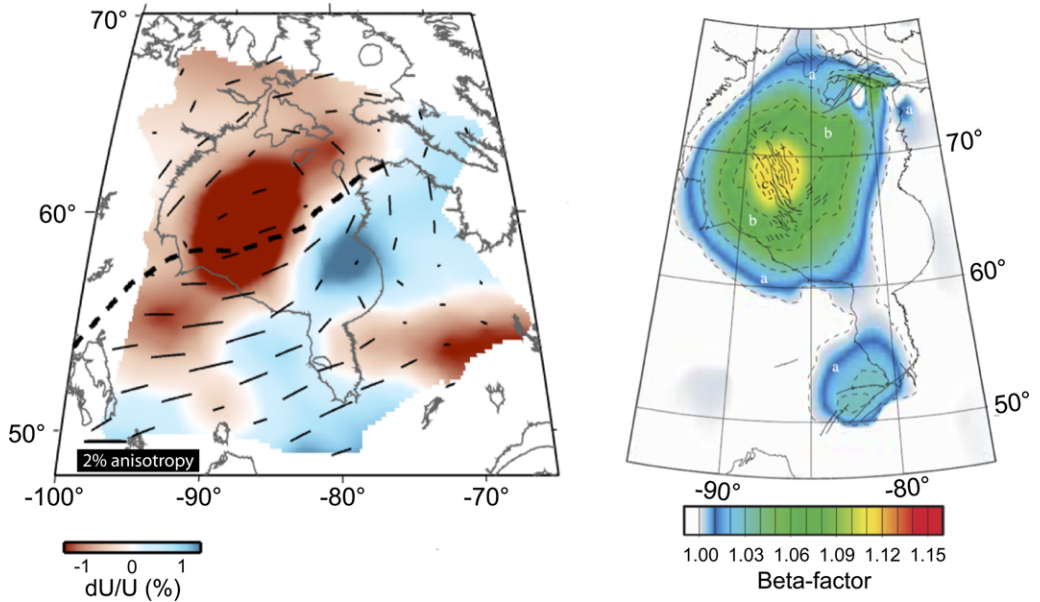 70°
60°
50°
2% anisotropy
-100°
-90°
-80°
-70°
-1
0
1
dU/U (%)
a
a
b
c
b
a
a
70°
60°
50°
-90°
-80°
1.00 1.03 1.06 1.09 1.12 1.15
Beta-factor